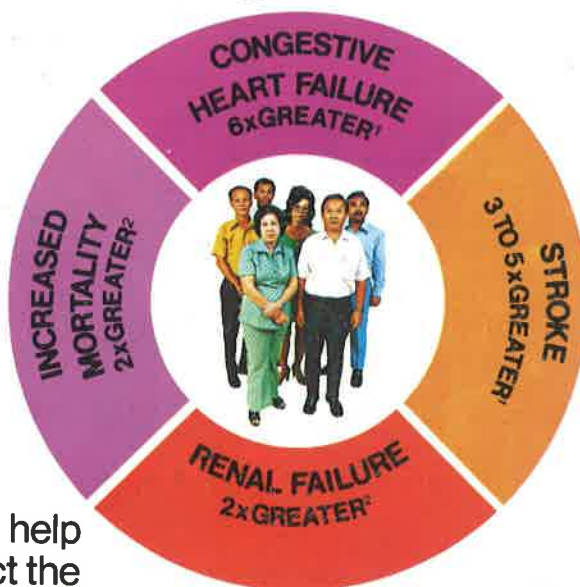 CONGESTIVE
HEART FAILURE
6xGREATER¹
STROKE
3 TO 5xGREATER¹
RENAL FAILURE
2xGREATER²
INCREASED
MORTALITY
2xGREATER²
help
ct the